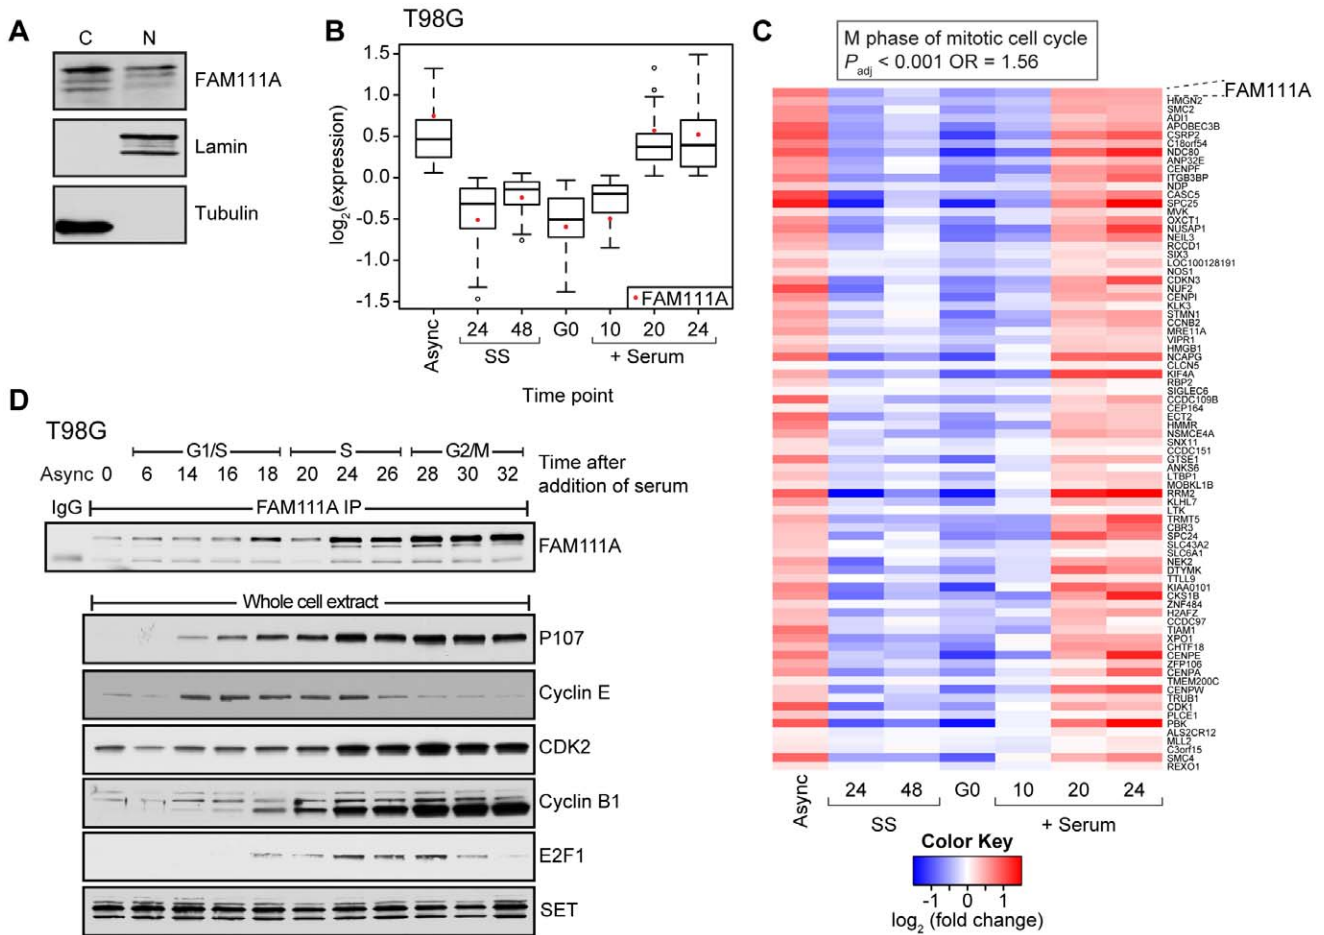 A
C N
FAM111A
Lamin
Tubulin
B
T98G
log2(expression)
1.5
1.0
0.5
0.0
-0.5
-1.0
-1.5
FAM111A
Async 24 48 G0 10 20 24
SS + Serum
Time point
C
M phase of mitotic cell cycle
Padj < 0.001 OR = 1.56
FAM111A
HMGN2
SMC2
ADI1
APOBEC3B
CSRP2
C18orf54
NDC80
ANP32E
CENPF
ITGB3BP
NDP
CASC5
SPC25
MVK
OXCT1
NUSAP1
NEIL3
RCCD1
SIX3
LOC100128191
NOS1
CDKN3
NUF2
CENPI
KLK3
STMN1
CCNB2
MRE11A
VIPR1
HMGB1
NCAPG
CLCN5
KIF4A
RBP2
SIGLEC6
CCDC109B
CEP164
ECT2
HMMR
NSMCE4A
SNX11
CCDC151
GTSE1
ANKS6
LTBP1
MOBKL1B
RRM2
KLHL7
LTK
TRMT5
CBR3
SPC24
SLC43A2
SLC6A1
NEK2
DTYMK
TTLL9
KIAA0101
CKS1B
ZNF484
H2AFZ
CCDC97
TIAM1
XPO1
CHTF18
CENPE
ZFP106
CENPA
TMEM200C
CENPW
TRUB1
CDK1
PLCE1
PBK
ALS2CR12
MLL2
C3orf15
SMC4
REXO1
Async 24 48 G0 10 20 24
SS + Serum
Color Key
-1 0 1
log2 (fold change)
D
T98G
G1/S S G2/M
Async 0 6 14 16 18 20 24 26 28 30 32
Time after
addition of serum
IgG FAM111A IP
FAM111A
Whole cell extract
P107
Cyclin E
CDK2
Cyclin B1
E2F1
SET